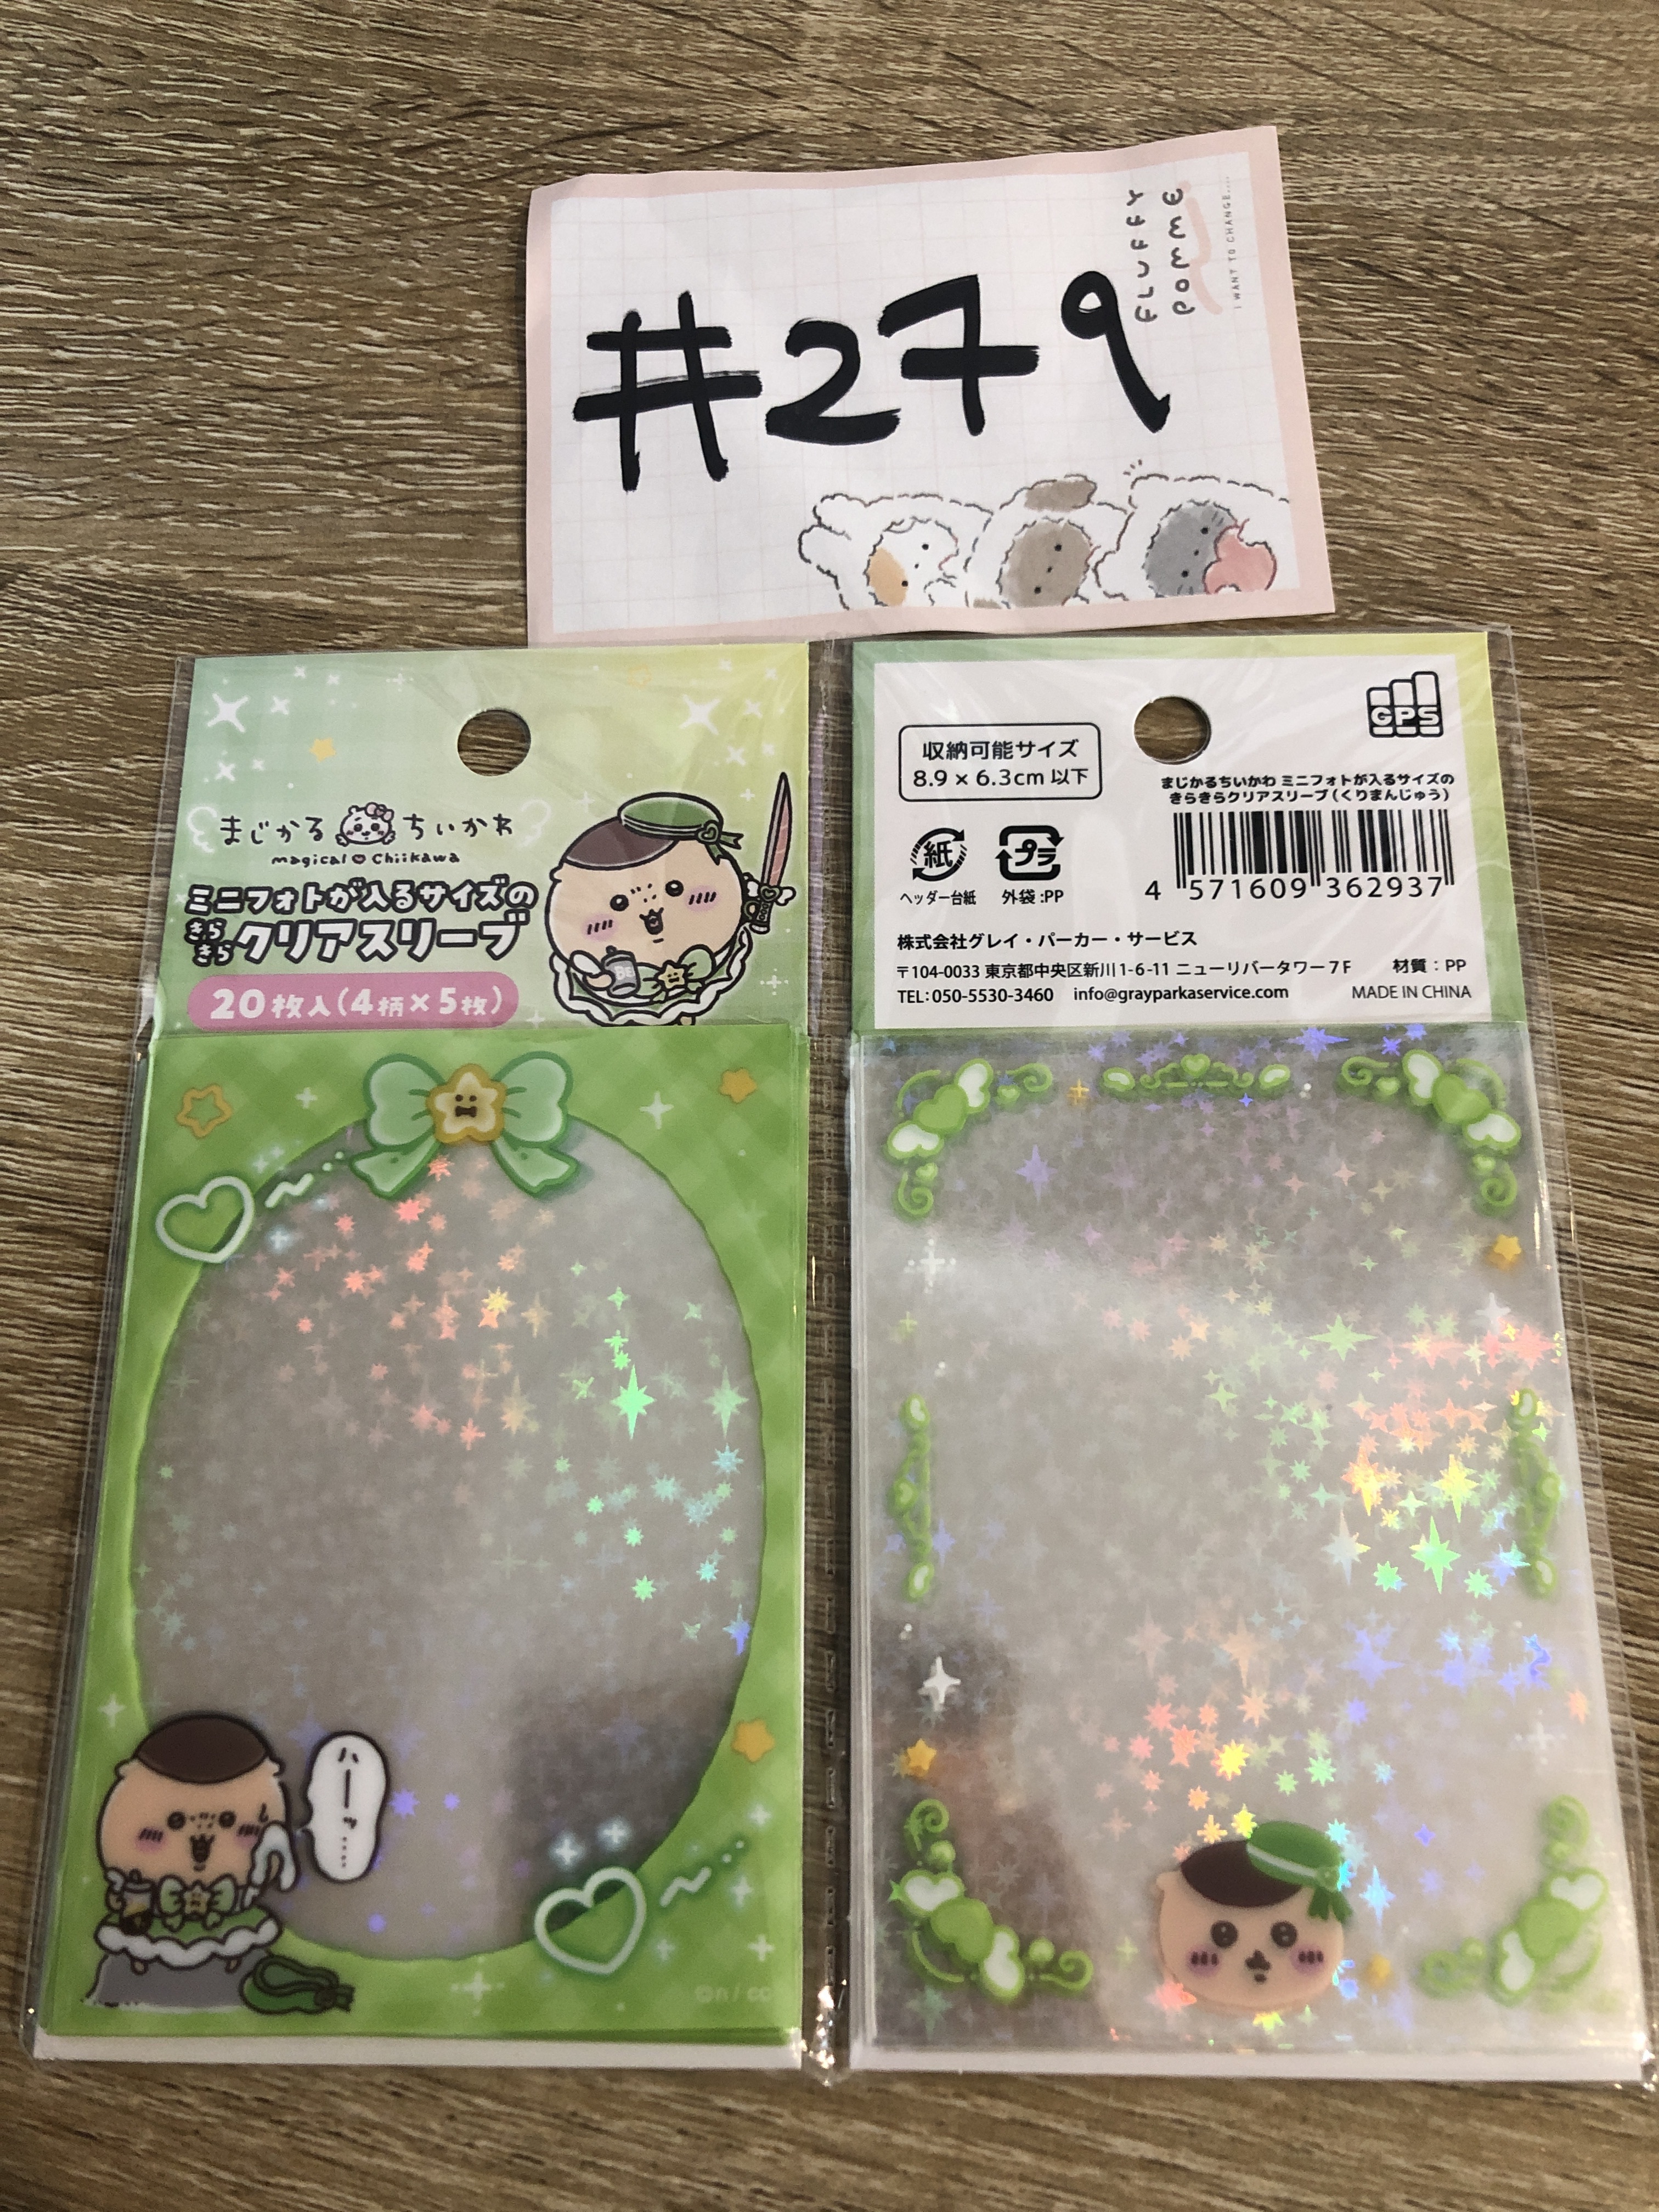 #279
FLUFFY
POMME
I WANT TO CHANGE....
まじかる ちいかわ
magical Chiikawa
ミニフォトが入るサイズの
きらきらクリアスリーブ
20枚入(4柄×5枚)
BE
ハーーッ……
©n / CC
GPS
収納可能サイズ
8.9 × 6.3cm 以下
まじかるちいかわ ミニフォトが入るサイズの
きらきらクリアスリーブ(くりまんじゅう)
紙
プラ
ヘッダー台紙
外袋:PP
4 571609 362937
株式会社グレイ・パーカー・サービス
〒104-0033 東京都中央区新川1-6-11 ニューリバータワー7F 材質:PP
TEL:050-5530-3460 info@grayparkaservice.com MADE IN CHINA